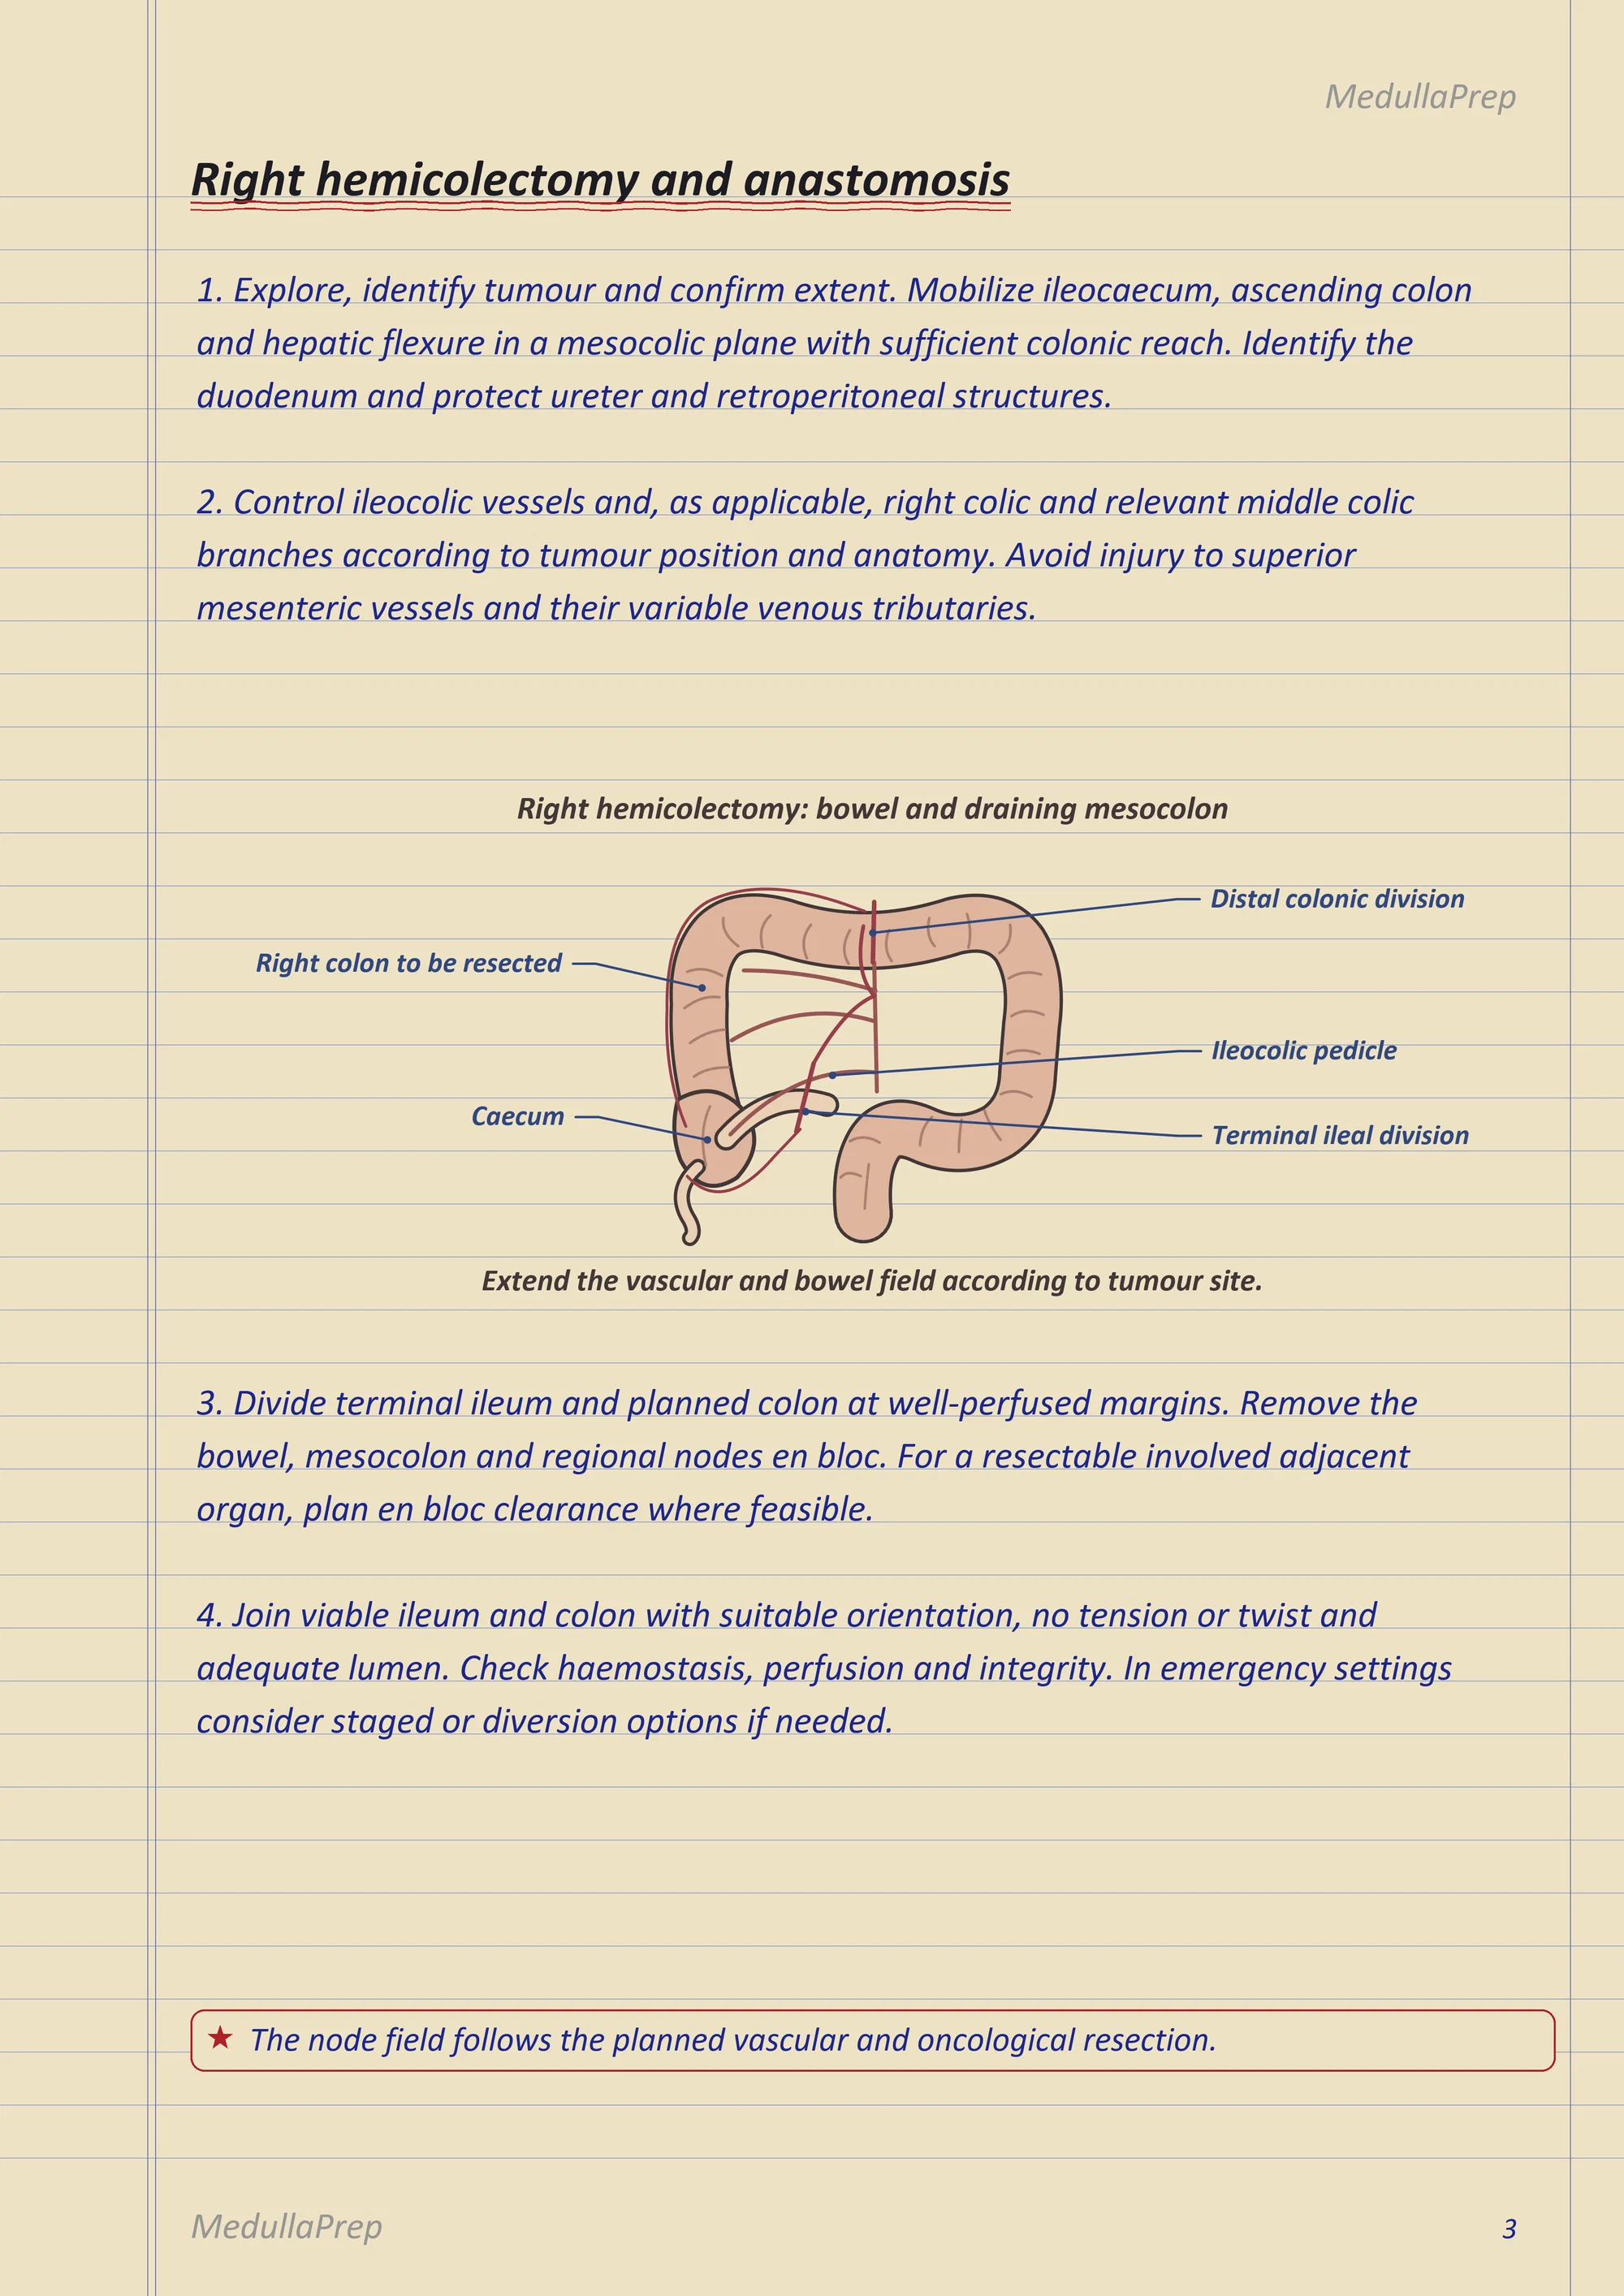 MedullaPrep
Right hemicolectomy and anastomosis
1. Explore, identify tumour and confirm extent. Mobilize ileocaecum, ascending colon
and hepatic flexure in a mesocolic plane with sufficient colonic reach. Identify the
duodenum and protect ureter and retroperitoneal structures.
2. Control ileocolic vessels and, as applicable, right colic and relevant middle colic
branches according to tumour position and anatomy. Avoid injury to superior
mesenteric vessels and their variable venous tributaries.
Right hemicolectomy: bowel and draining mesocolon
Distal colonic division
Right colon to be resected
Ileocolic pedicle
Caecum
Terminal ileal division
Extend the vascular and bowel field according to tumour site.
3. Divide terminal ileum and planned colon at well-perfused margins. Remove the
bowel, mesocolon and regional nodes en bloc. For a resectable involved adjacent
organ, plan en bloc clearance where feasible.
4. Join viable ileum and colon with suitable orientation, no tension or twist and
adequate lumen. Check haemostasis, perfusion and integrity. In emergency settings
consider staged or diversion options if needed.
★ The node field follows the planned vascular and oncological resection.
MedullaPrep
3